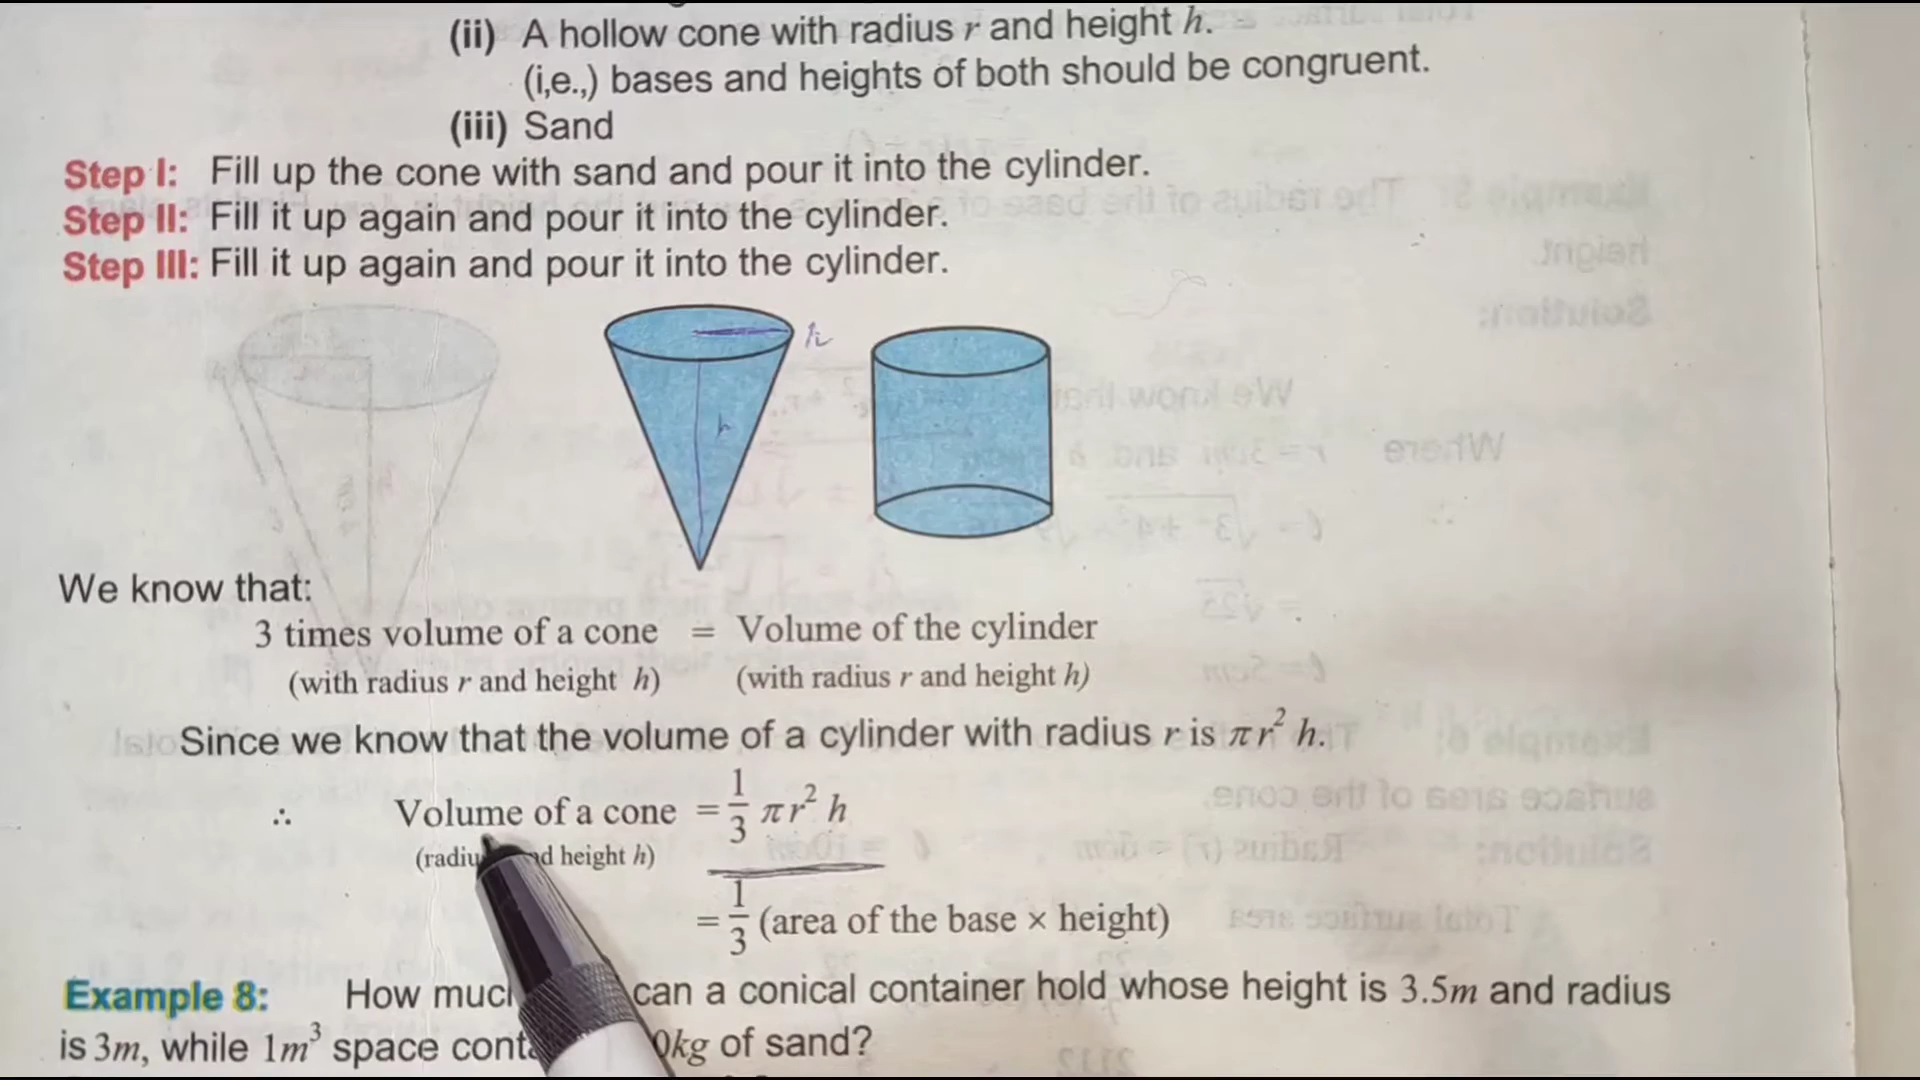 (ii) A hollow cone with radius r and height h.
(i,e.,) bases and heights of both should be congruent.
(iii) Sand
Step I: Fill up the cone with sand and pour it into the cylinder.
Step II: Fill it up again and pour it into the cylinder.
Step III: Fill it up again and pour it into the cylinder.
h
We know that:
3 times volume of a cone = Volume of the cylinder
(with radius r and height h) (with radius r and height h)
Since we know that the volume of a cylinder with radius r is πr² h.
∴ Volume of a cone = 1/3 πr² h
height h)
= 1/3 (area of the base × height)
Example 8: How can a conical container hold whose height is 3.5m and radius
is 3m, while 1m³ space kg of sand?